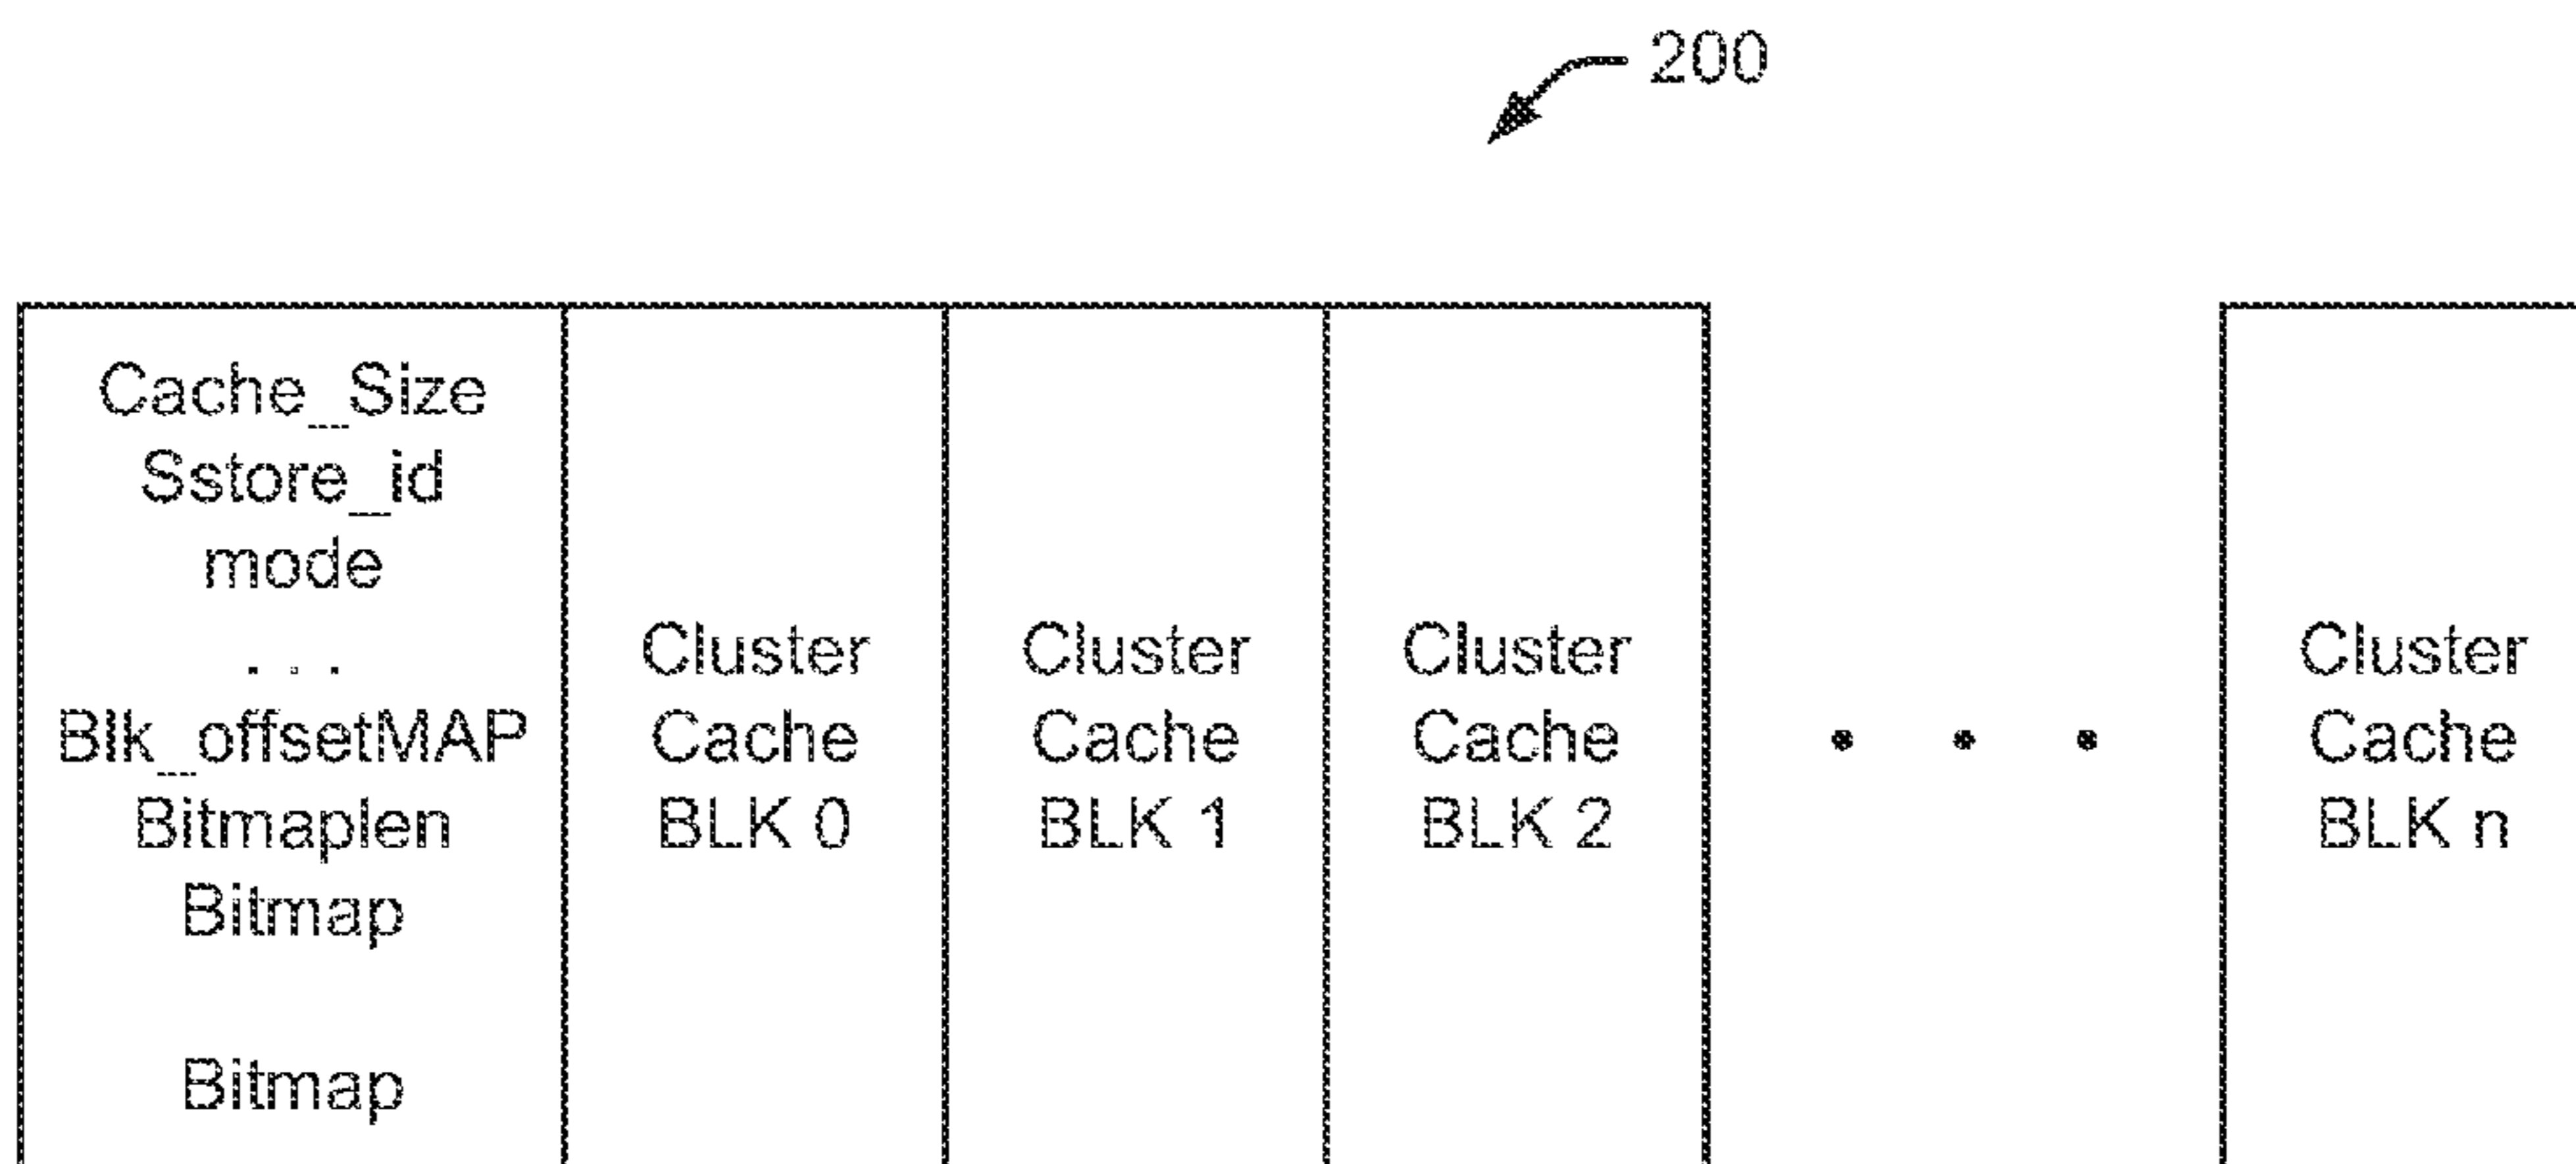 200
Cache_Size
Sstore_id
mode
. . .
Blk_offsetMAP
Bitmaplen
Bitmap
Bitmap
Cluster
Cache
BLK 0
Cluster
Cache
BLK 1
Cluster
Cache
BLK 2
• • •
Cluster
Cache
BLK n